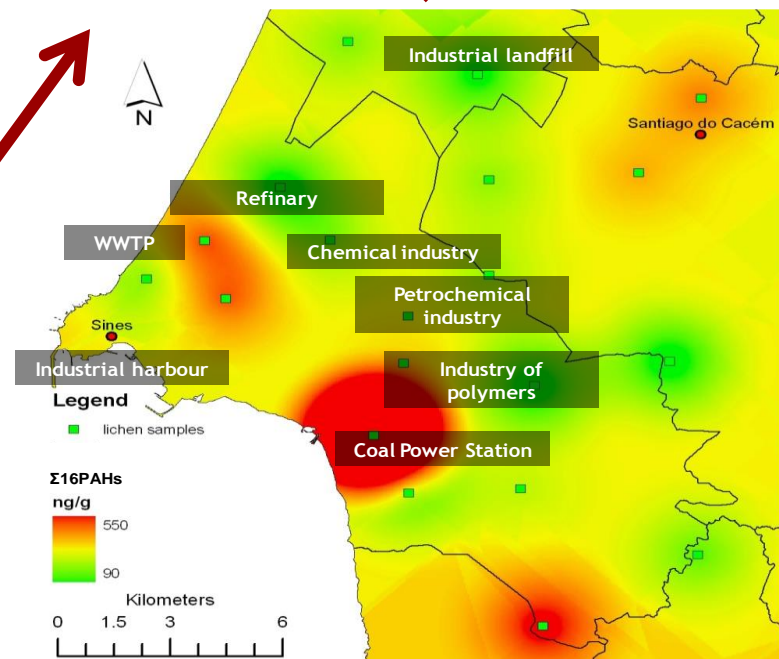 Industrial landfill
N
Santiago do Cacém
Refinary
WWTP
Chemical industry
Petrochemical
industry
Sines
Industrial harbour
Industry of
polymers
Legend
lichen samples
Coal Power Station
Σ16PAHs
ng/g
550
90
Kilometers
0 1.5 3 6